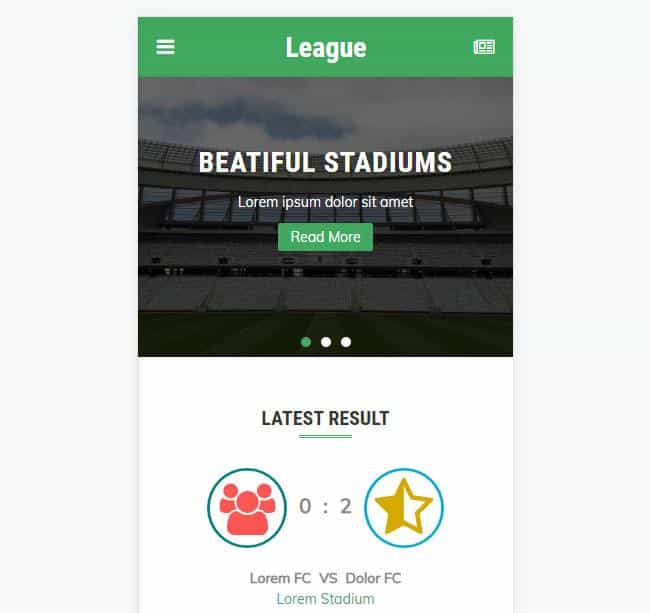 League
BEATIFUL STADIUMS
Lorem ipsum dolor sit amet
Read More
LATEST RESULT
0 : 2
Lorem FC VS Dolor FC
Lorem Stadium